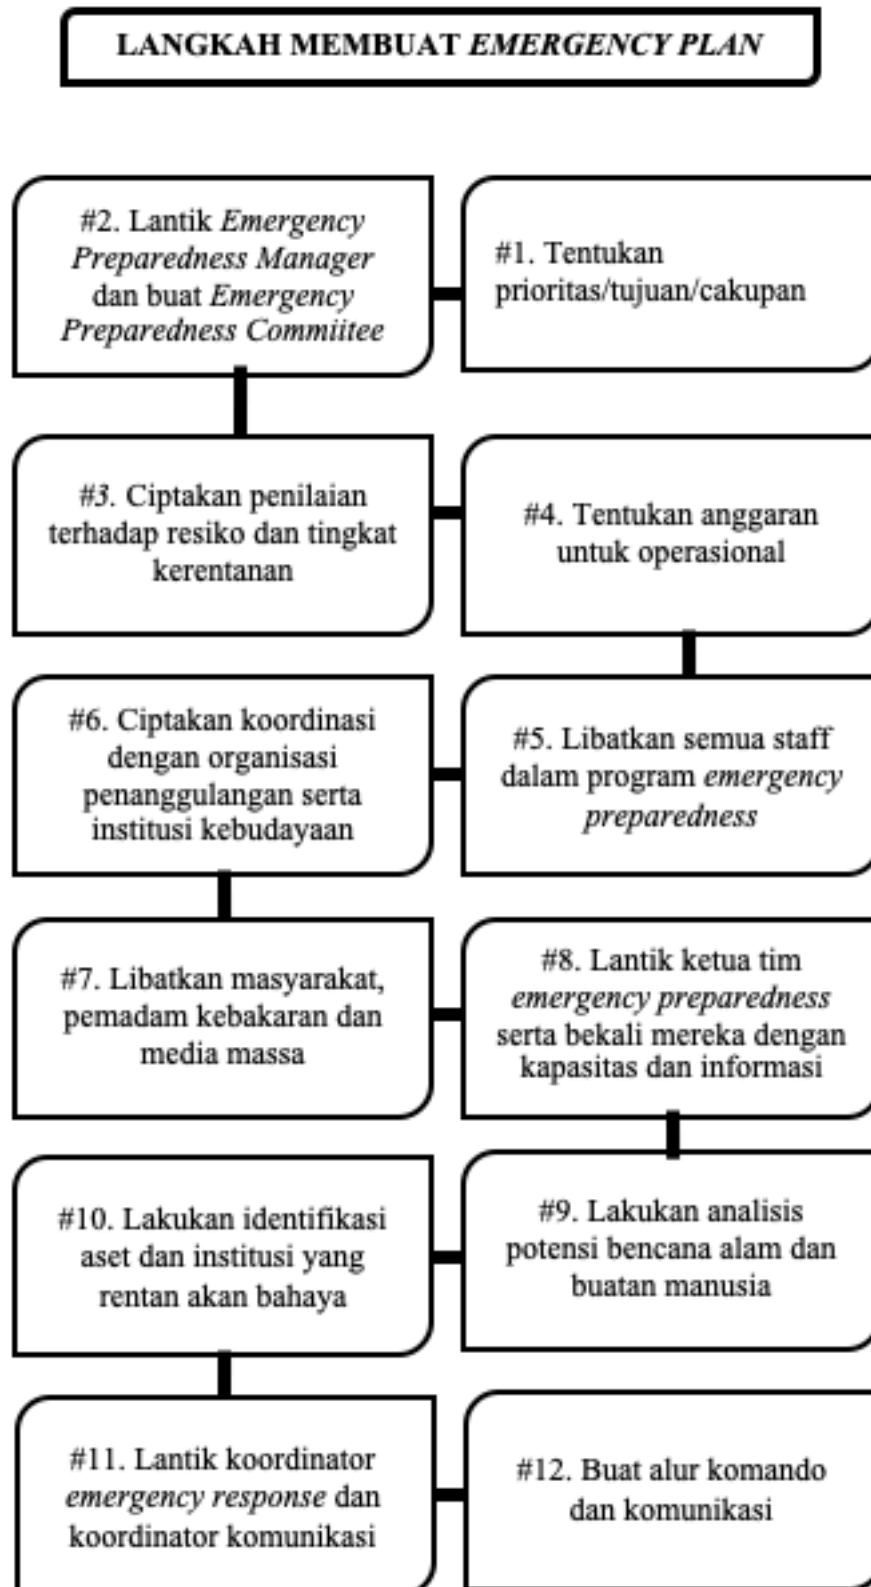 LANGKAH MEMBUAT EMERGENCY PLAN
#2. Lantik Emergency
Preparedness Manager
dan buat Emergency
Preparedness Commiitee
#1. Tentukan
prioritas/tujuan/cakupan
#3. Ciptakan penilaian
terhadap resiko dan tingkat
kerentanan
#4. Tentukan anggaran
untuk operasional
#6. Ciptakan koordinasi
dengan organisasi
penanggulangan serta
institusi kebudayaan
#5. Libatkan semua staff
dalam program emergency
preparedness
#7. Libatkan masyarakat,
pemadam kebakaran dan
media massa
#8. Lantik ketua tim
emergency preparedness
serta bekali mereka dengan
kapasitas dan informasi
#10. Lakukan identifikasi
aset dan institusi yang
rentan akan bahaya
#9. Lakukan analisis
potensi bencana alam dan
buatan manusia
#11. Lantik koordinator
emergency response dan
koordinator komunikasi
#12. Buat alur komando
dan komunikasi